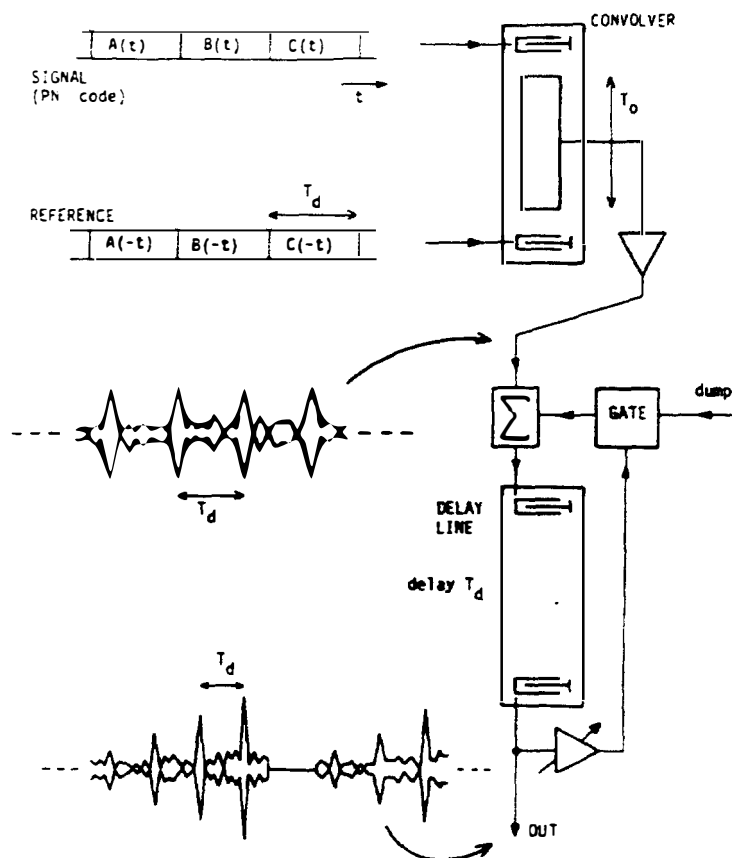 CONVOLVER
A(t) B(t) C(t)
SIGNAL
(PN code)
t
T_o
T_d
REFERENCE
A(-t) B(-t) C(-t)
dump
Σ
GATE
T_d
DELAY
LINE
delay T_d
T_d
OUT